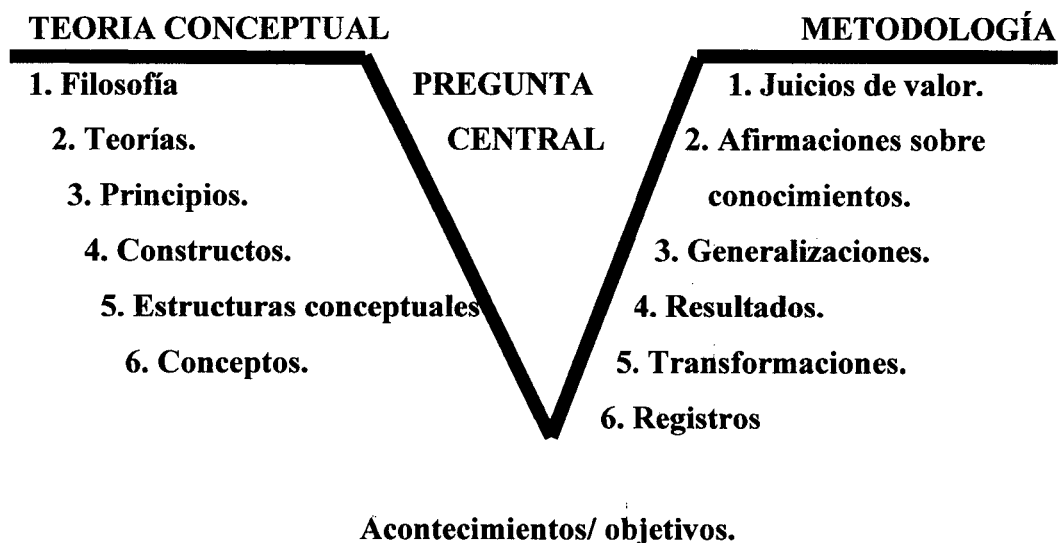 TEORIA CONCEPTUAL
1. Filosofía
2. Teorías.
3. Principios.
4. Constructos.
5. Estructuras conceptuales
6. Conceptos.
PREGUNTA
CENTRAL
METODOLOGÍA
1. Juicios de valor.
2. Afirmaciones sobre
conocimientos.
3. Generalizaciones.
4. Resultados.
5. Transformaciones.
6. Registros
Acontecimientos/ objetivos.